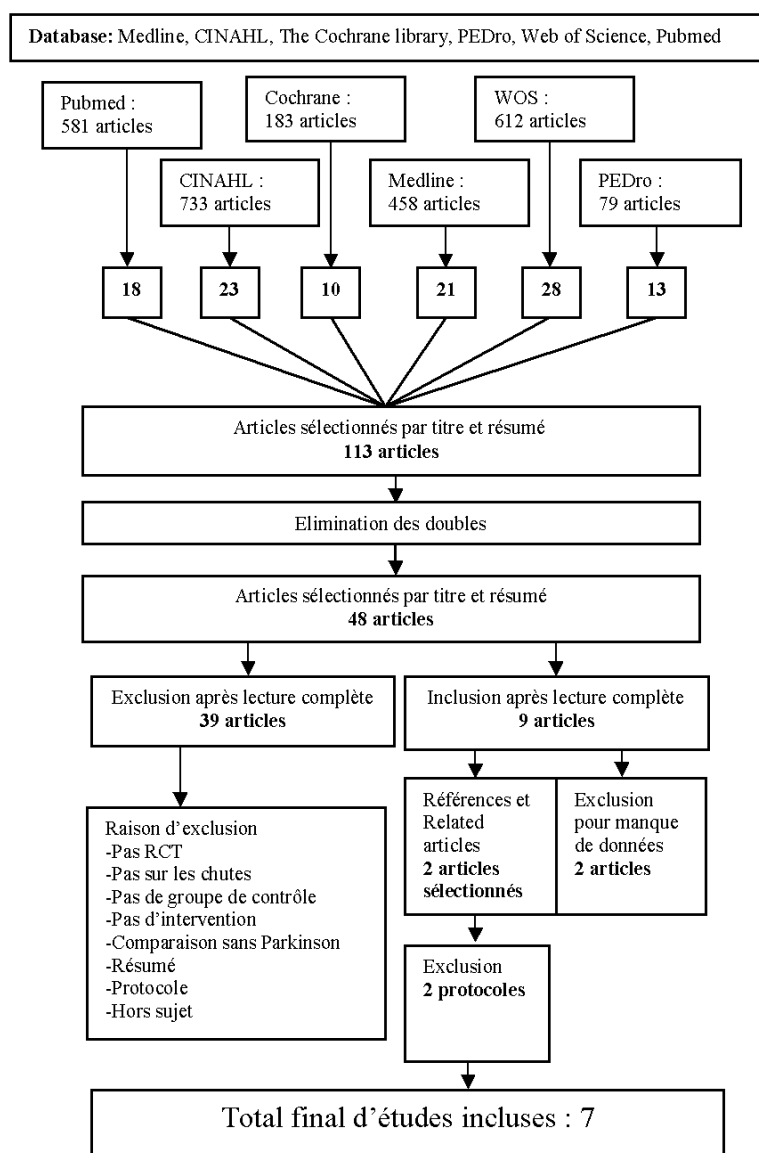 Database: Medline, CINAHL, The Cochrane library, PEDro, Web of Science, Pubmed
Pubmed :
581 articles
Cochrane :
183 articles
WOS :
612 articles
CINAHL :
733 articles
Medline :
458 articles
PEDro :
79 articles
18
23
10
21
28
13
Articles sélectionnés par titre et résumé
113 articles
Elimination des doubles
Articles sélectionnés par titre et résumé
48 articles
Exclusion après lecture complète
39 articles
Inclusion après lecture complète
9 articles
Raison d'exclusion
-Pas RCT
-Pas sur les chutes
-Pas de groupe de contrôle
-Pas d'intervention
-Comparaison sans Parkinson
-Résumé
-Protocole
-Hors sujet
Références et
Related
articles
2 articles
sélectionnés
Exclusion
pour manque
de données
2 articles
Exclusion
2 protocoles
Total final d'études incluses : 7